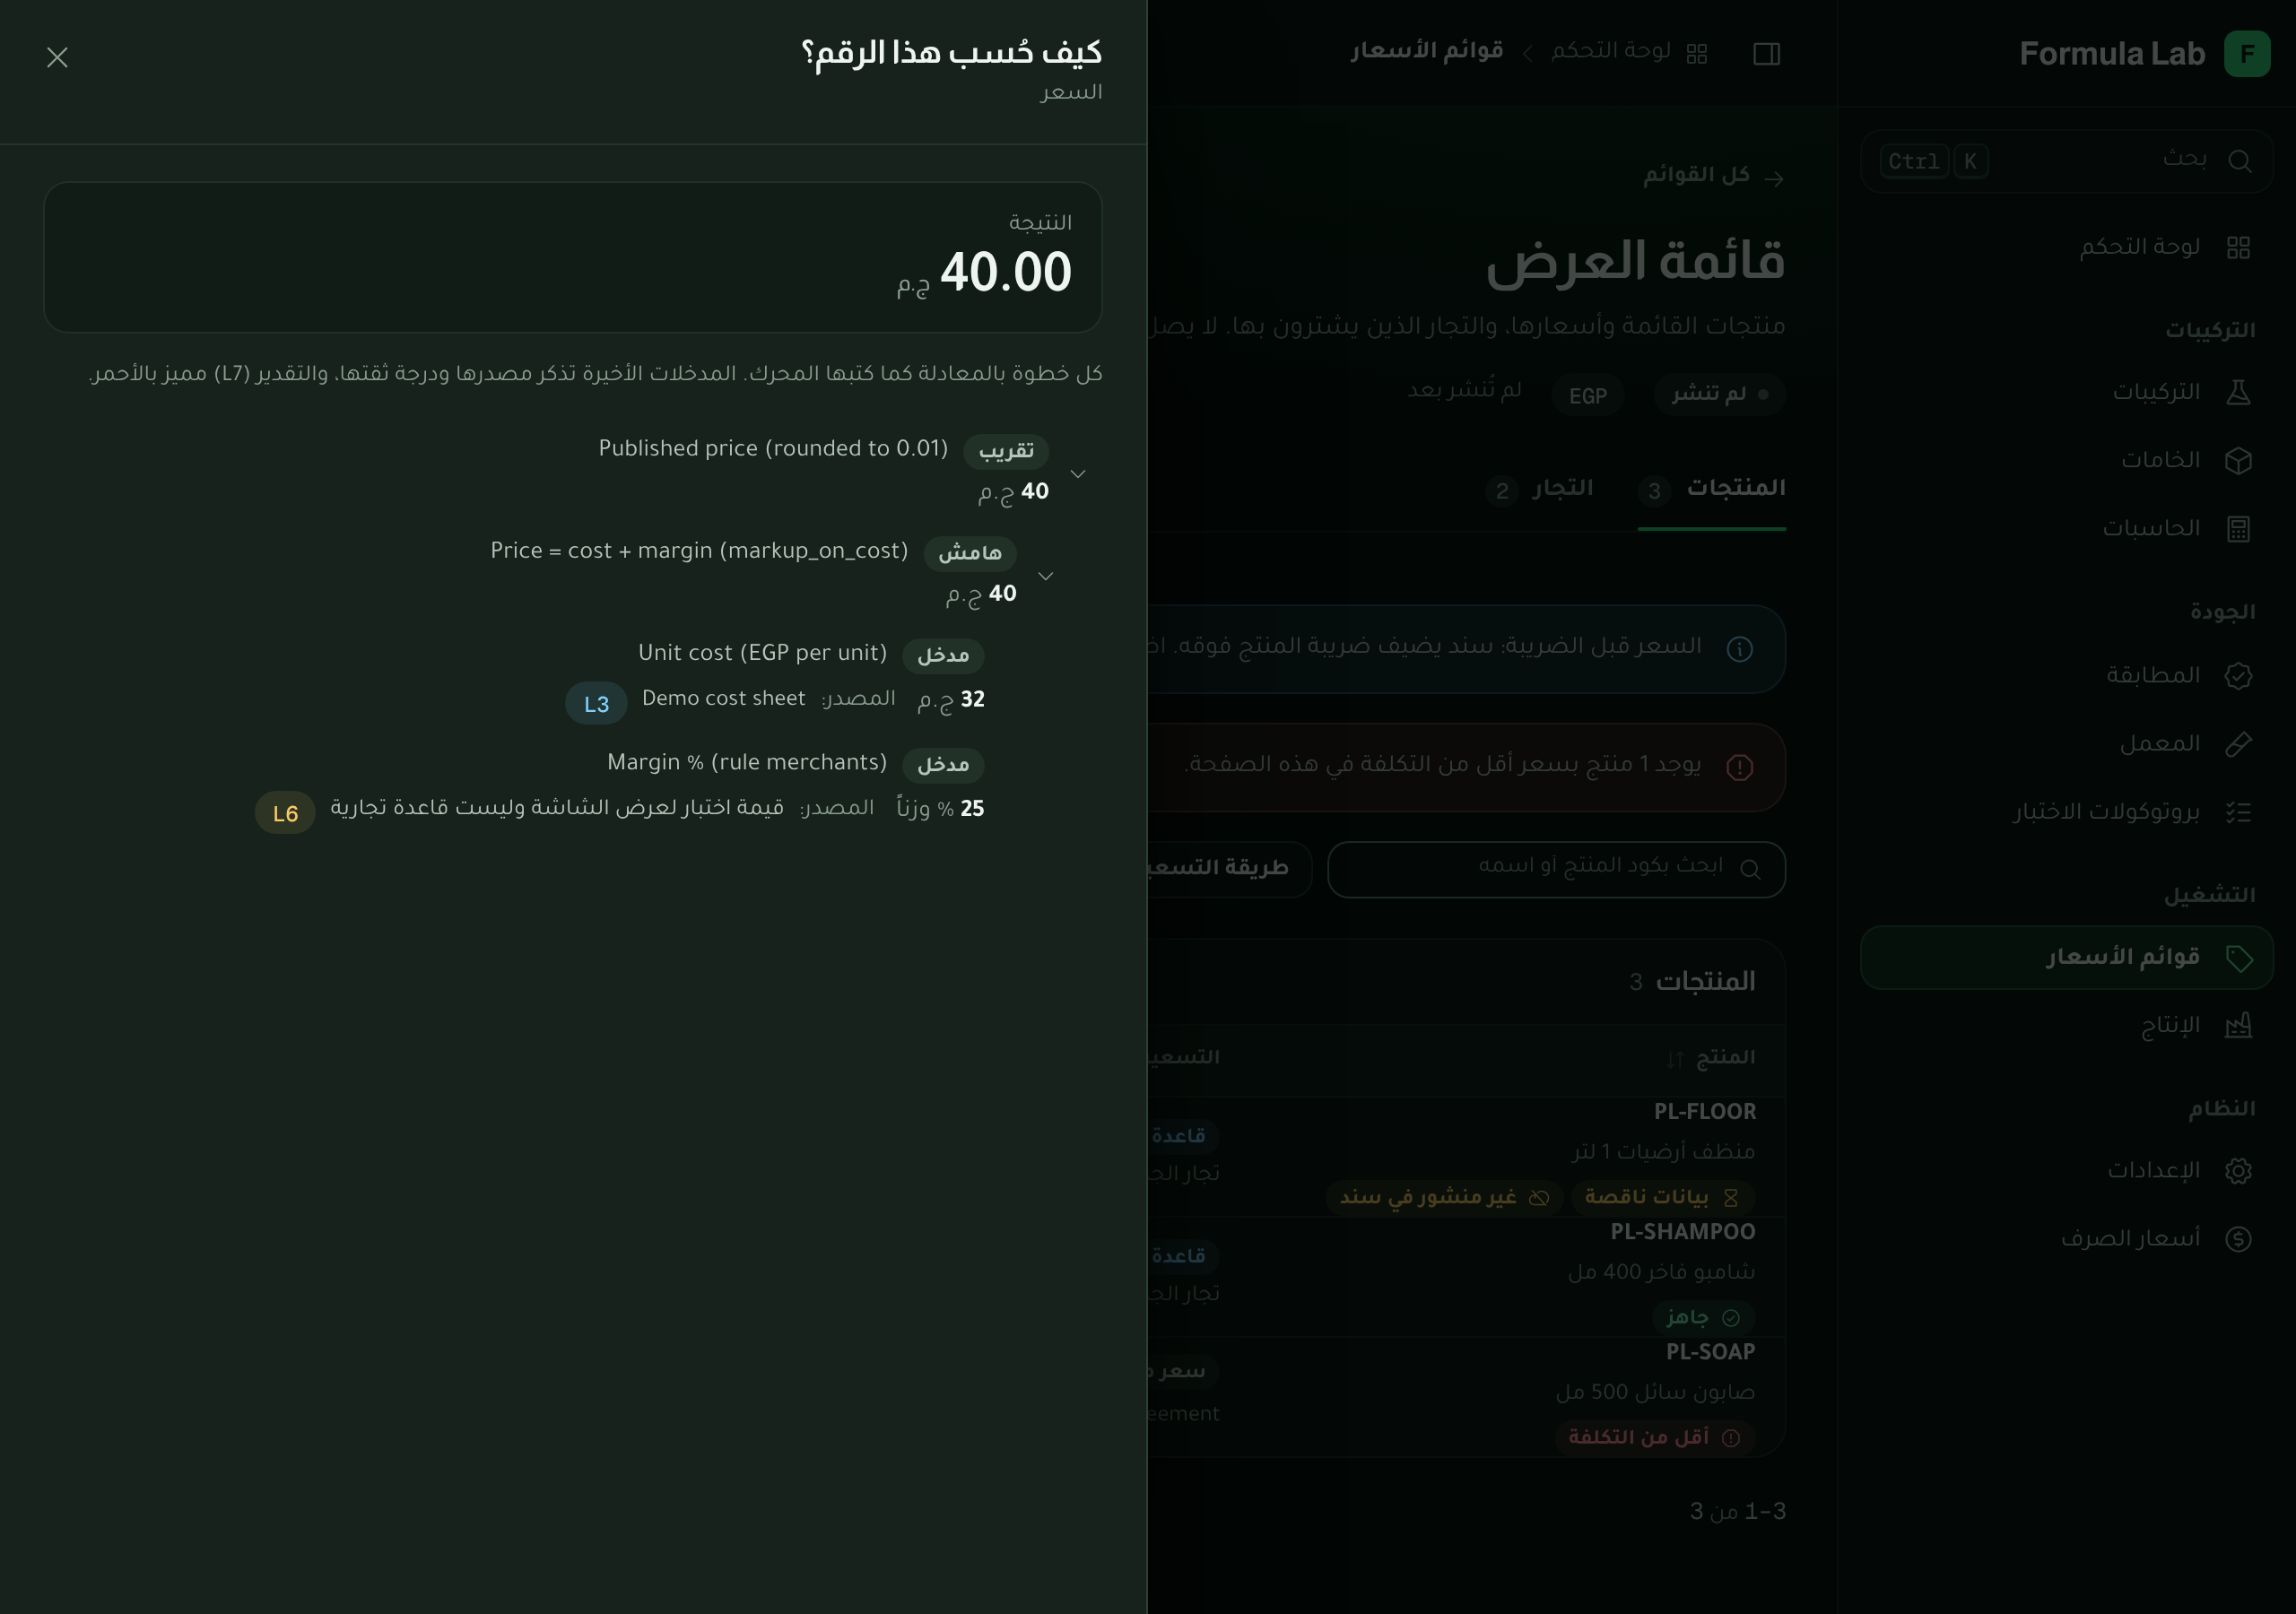 Formula Lab
F
بحث
Ctrl K
لوحة التحكم
التركيبات
التركيبات
الخامات
الحاسبات
الجودة
المطابقة
المعمل
بروتوكولات الاختبار
التشغيل
قوائم الأسعار
الإنتاج
النظام
الإعدادات
أسعار الصرف
لوحة التحكم
قوائم الأسعار
كل القوائم
قائمة العرض
منتجات القائمة وأسعارها، والتجار الذين يشترون بها. لا يصل
لم تنشر
EGP
لم تُنشر بعد
المنتجات 3
التجار 2
السعر قبل الضريبة: سند يضيف ضريبة المنتج فوقه.
يوجد 1 منتج بسعر أقل من التكلفة في هذه الصفحة.
ابحث بكود المنتج أو اسمه
طريقة
المنتجات 3
المنتج
PL-FLOOR
منظف أرضيات 1 لتر
بيانات ناقصة
غير منشور في سند
قاعدة
تجار
PL-SHAMPOO
شامبو فاخر 400 مل
جاهز
قاعدة
تجار
PL-SOAP
صابون سائل 500 مل
أقل من التكلفة
سعر
1–3 من 3
كيف حُسب هذا الرقم؟
السعر
النتيجة
40.00 ج.م
كل خطوة بالمعادلة كما كتبها المحرك. المدخلات الأخيرة تذكر مصدرها ودرجة ثقتها، والتقدير (L7) مميز بالأحمر.
تقريب Published price (rounded to 0.01)
40 ج.م
هامش Price = cost + margin (markup_on_cost)
40 ج.م
مدخل Unit cost (EGP per unit)
32 ج.م المصدر: Demo cost sheet L3
مدخل Margin % (rule merchants)
25 % وزناً المصدر: قيمة اختبار لعرض الشاشة وليست قاعدة تجارية L6